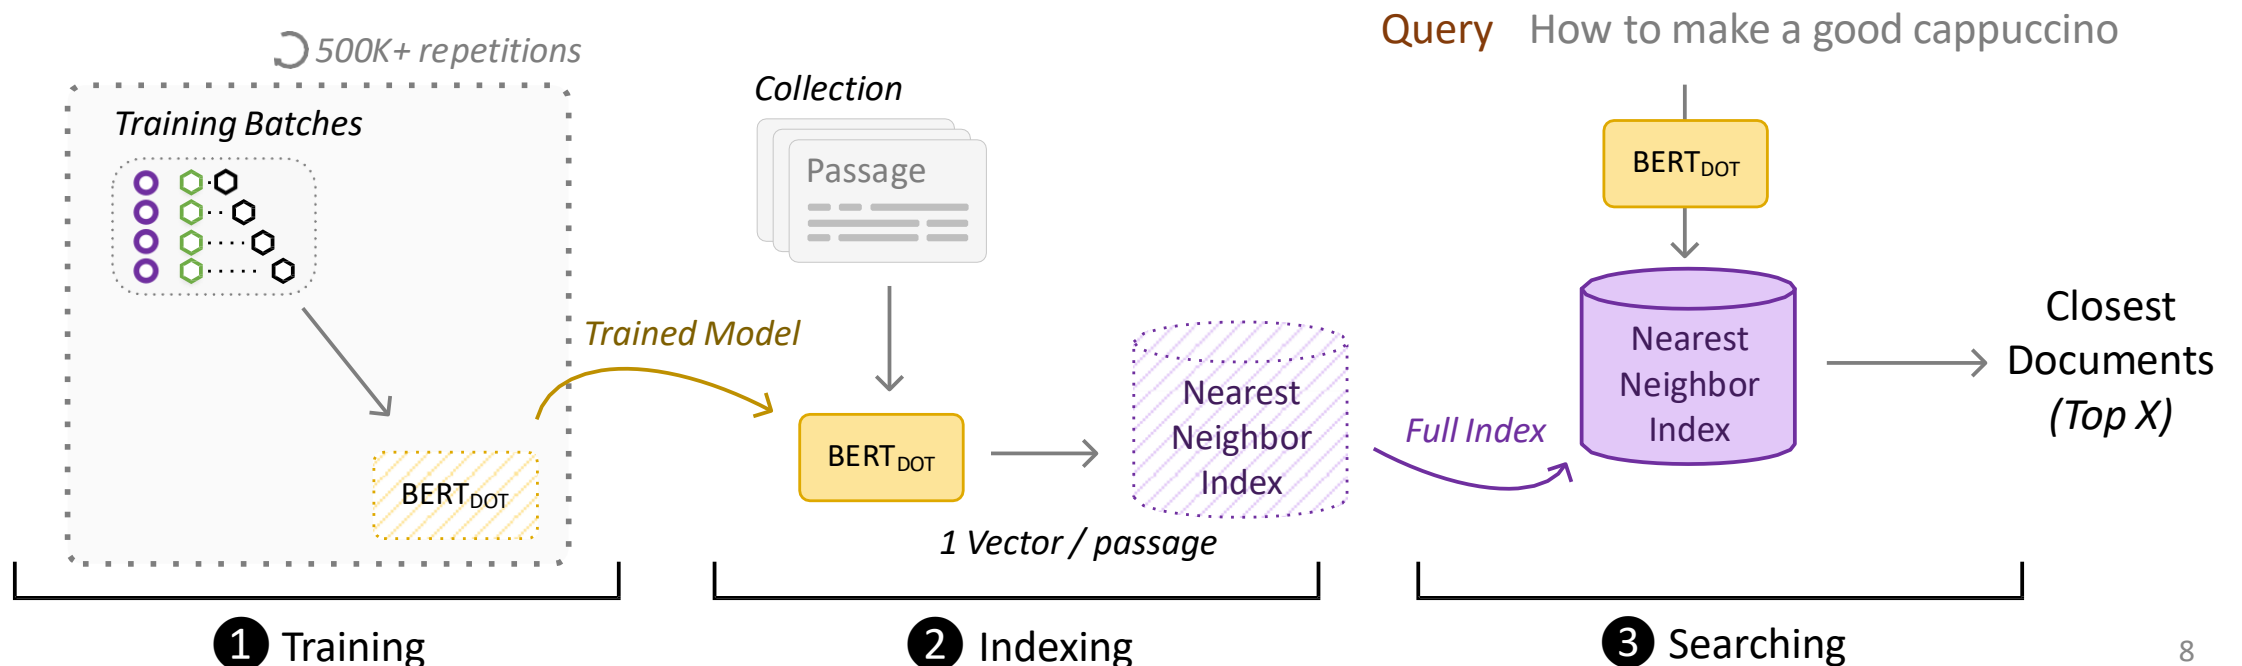 500K+ repetitions
Training Batches
BERT_DOT
Trained Model
Collection
Passage
BERT_DOT
Nearest
Neighbor
Index
1 Vector / passage
Full Index
Query How to make a good cappuccino
BERT_DOT
Nearest
Neighbor
Index
Closest
Documents
(Top X)
1 Training
2 Indexing
3 Searching
8